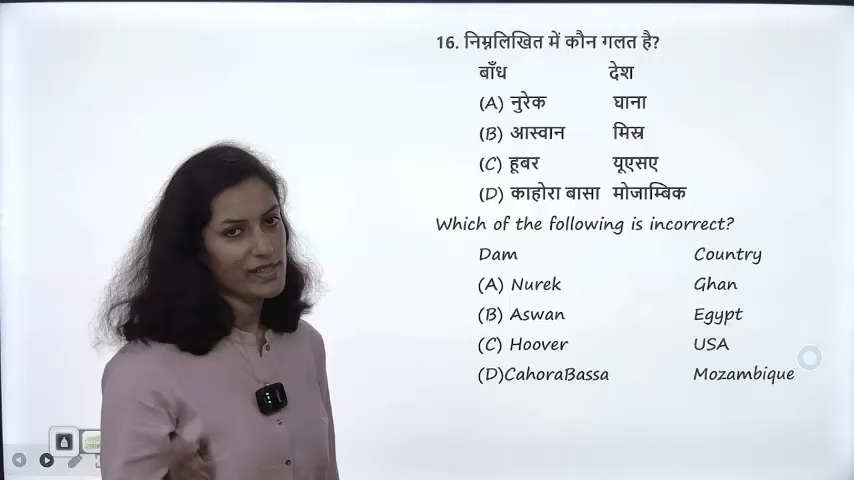 16. निम्नलिखित में कौन गलत है?
बाँध देश
(A) नुरेक घाना
(B) आस्वान मिस्र
(C) हूबर यूएसए
(D) काहोरा बासा मोजाम्बिक
Which of the following is incorrect?
Dam Country
(A) Nurek Ghan
(B) Aswan Egypt
(C) Hoover USA
(D)CahoraBassa Mozambique